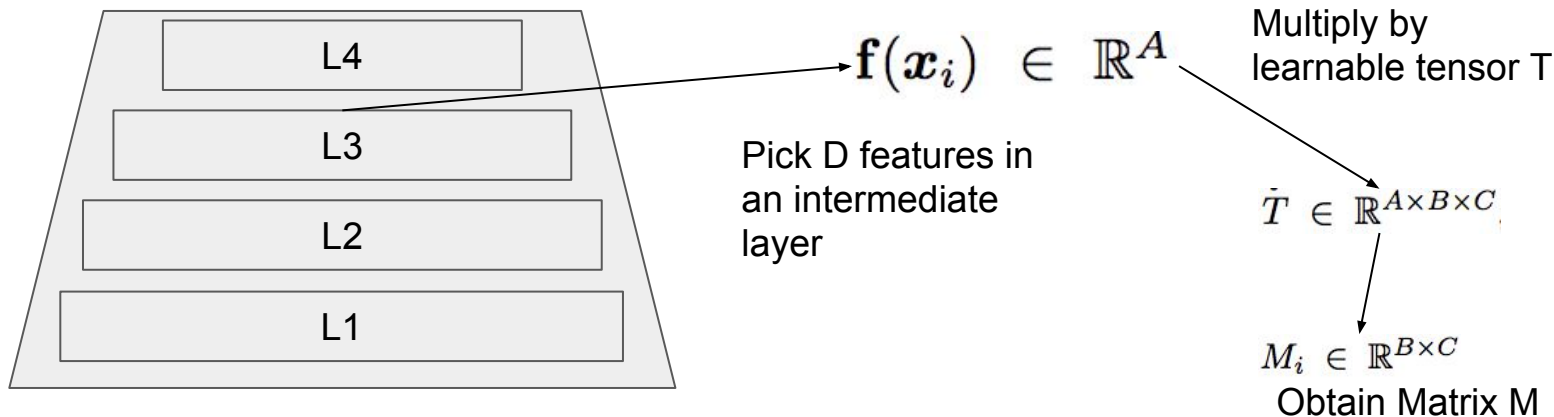 L4
L3
L2
L1
f(x_i) ∈ ℝ^A
Pick D features in
an intermediate
layer
Multiply by
learnable tensor T
T ∈ ℝ^{A×B×C}
M_i ∈ ℝ^{B×C}
Obtain Matrix M